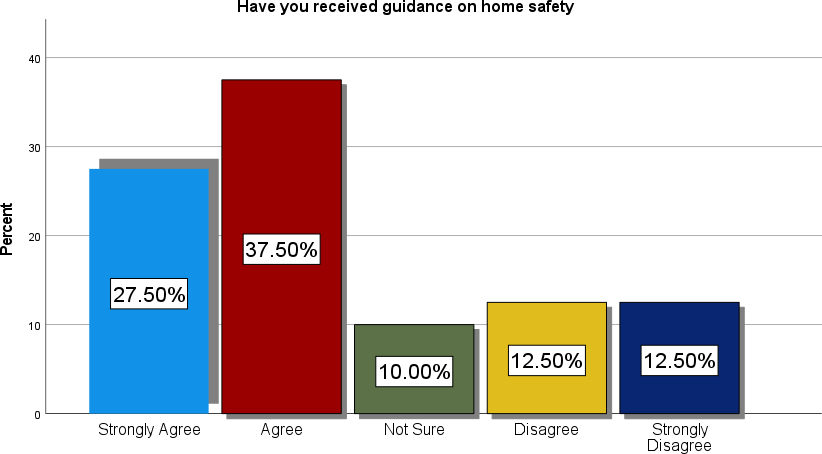 Have you received guidance on home safety
Percent
40
30
20
10
0
27.50%
37.50%
10.00%
12.50%
12.50%
Strongly Agree
Agree
Not Sure
Disagree
Strongly
Disagree